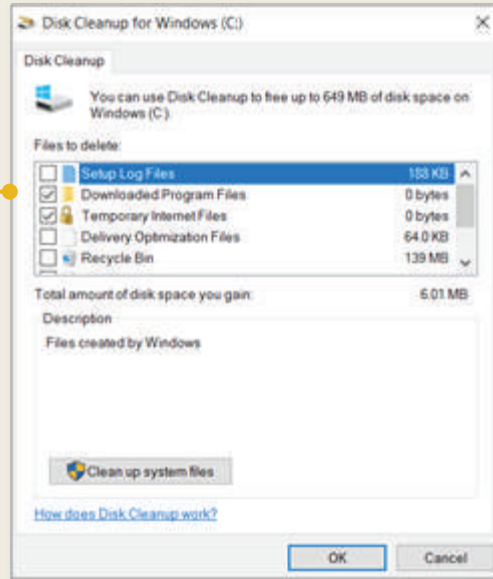 Disk Cleanup for Windows (C:)
Disk Cleanup
You can use Disk Cleanup to free up to 649 MB of disk space on
Windows (C:).
Files to delete:
Setup Log Files 188 KB
Downloaded Program Files 0 bytes
Temporary Internet Files 0 bytes
Delivery Optimization Files 64.0 KB
Recycle Bin 139 MB
Total amount of disk space you gain: 6.01 MB
Description
Files created by Windows
Clean up system files
How does Disk Cleanup work?
OK Cancel